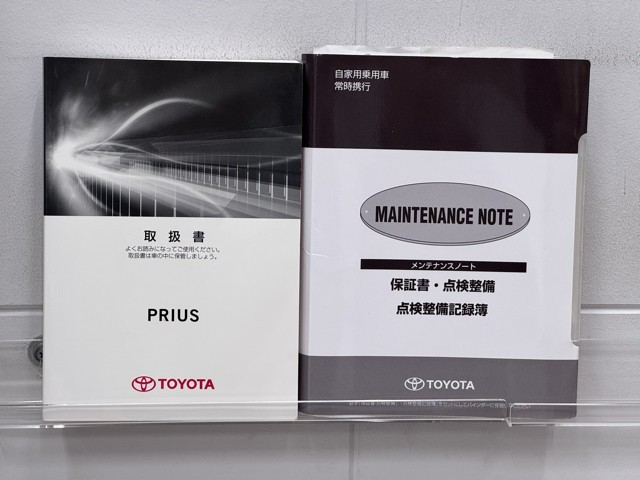 取扱書
よくお読みになってご使用ください。
取扱書は車の中に保管しましょう。
PRIUS
TOYOTA
自家用乗用車
常時携行
MAINTENANCE NOTE
メンテナンスノート
保証書・点検整備
点検整備記録簿
TOYOTA